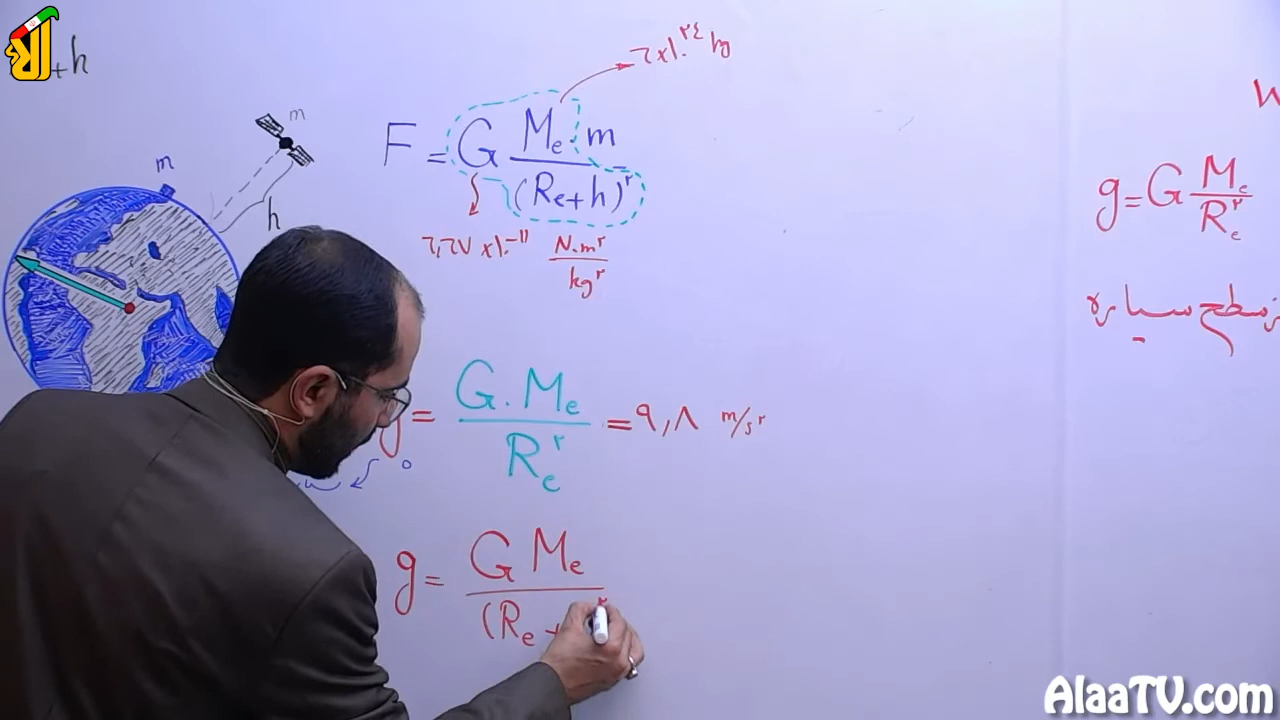 +h
m
m
h
F = G Me·m / (Re+h)²
۶×۱۰²⁴ kg
۶,۶۷ ×۱۰⁻¹¹ N.m² / kg²
= G.Me / Re² = ۹,۸ m/s²
g = G Me / (Re +
g = G Me / Re²
سطح سیاره
AlaaTV.com